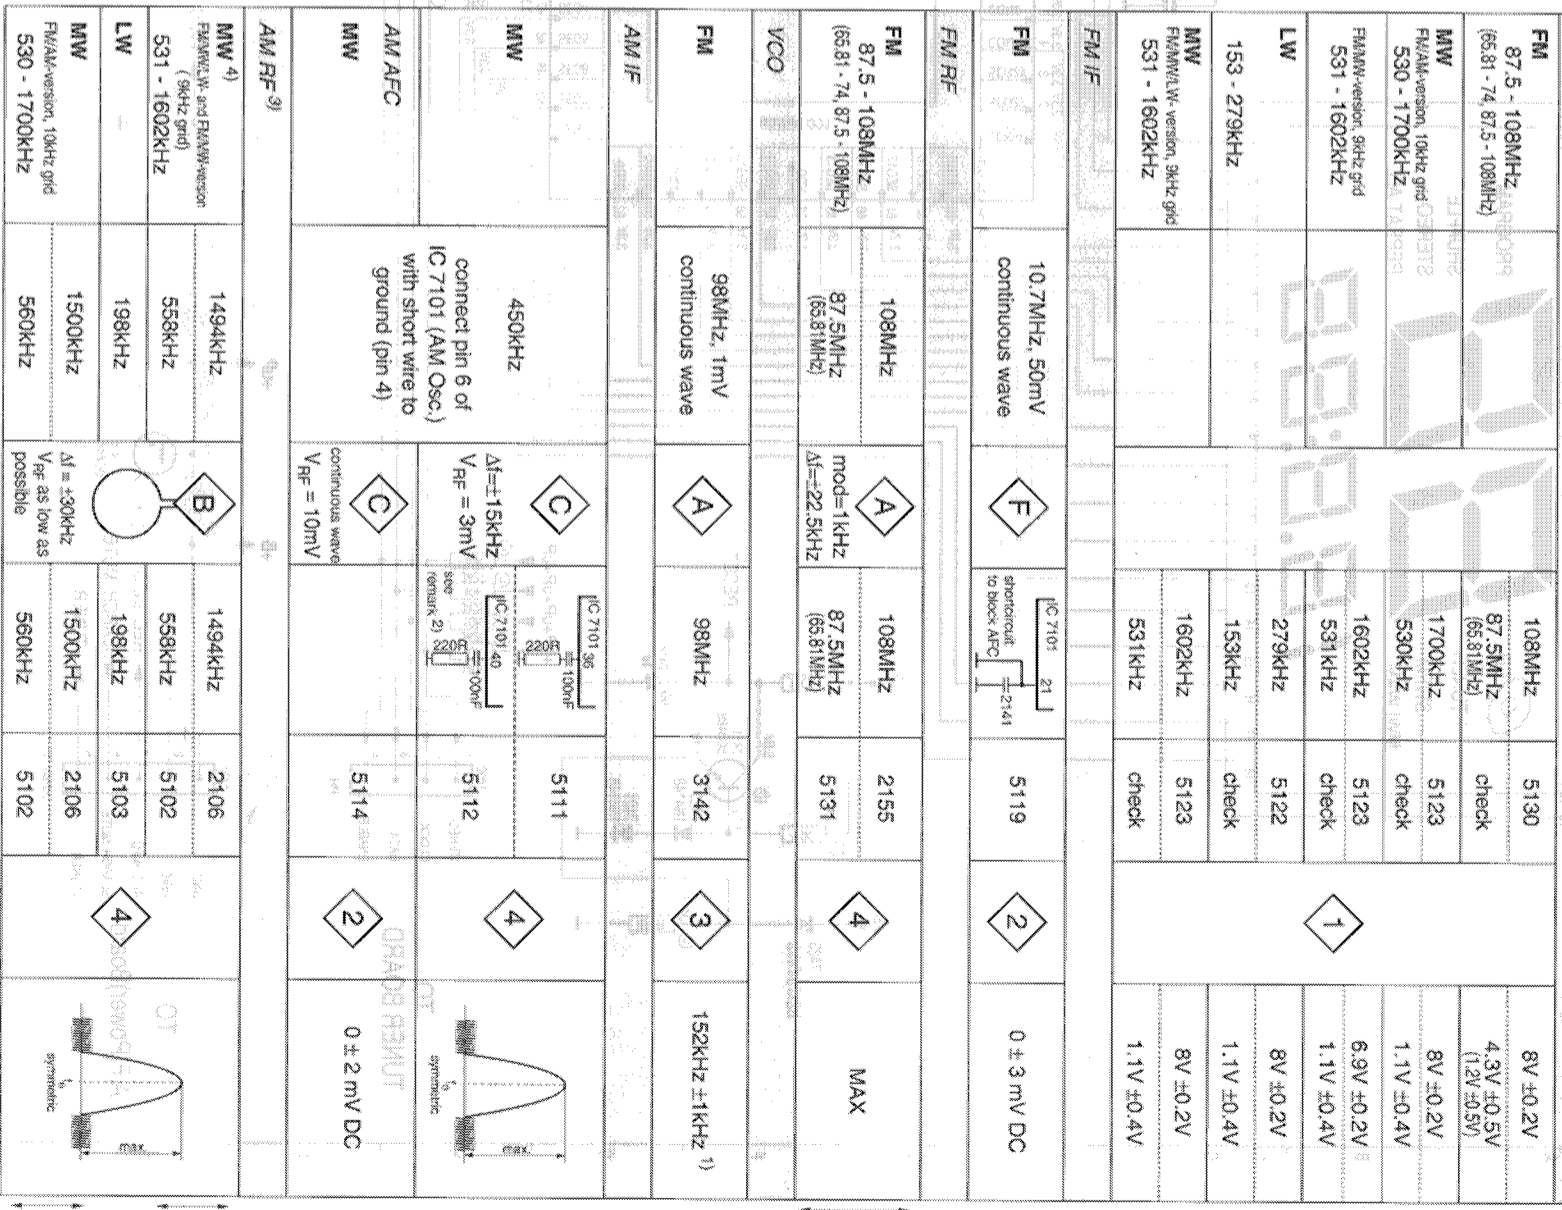 FM
87.5 - 108MHz
(65.81 - 74, 87.5 - 108MHz)
108MHz
5130
8V ±0.2V
87.5MHz
(65.81MHz)
check
4.3V ±0.5V
(1.2V ±0.5V)
MW
FM/AM-version, 10kHz grid
530 - 1700kHz
1700kHz
5123
8V ±0.2V
530kHz
check
1.1V ±0.4V
FM/MW-version, 9kHz grid
531 - 1602kHz
1602kHz
5123
6.9V ±0.2V
531kHz
check
1.1V ±0.4V
1
LW
153 - 279kHz
279kHz
5122
8V ±0.2V
153kHz
check
1.1V ±0.4V
MW
FM/MW/LW- version, 9kHz grid
531 - 1602kHz
1602kHz
5123
8V ±0.2V
531kHz
check
1.1V ±0.4V
FM IF
FM
10.7MHz, 50mV
continuous wave
F
IC 7101
21
shortcircuit
to block AFC
2141
5119
2
0 ± 3 mV DC
FM RF
FM
87.5 - 108MHz
(65.81 - 74, 87.5 - 108MHz)
108MHz
87.5MHz
(65.81MHz)
A
mod=1kHz
Δf=±22.5kHz
108MHz
2155
87.5MHz
(65.81MHz)
5131
4
MAX
VCO
FM
98MHz, 1mV
continuous wave
A
98MHz
3142
3
152kHz ±1kHz 1)
AM IF
MW
450kHz
connect pin 6 of
IC 7101 (AM Osc.)
with short wire to
ground (pin 4)
C
Δf=±15kHz
VRF = 3mV
IC 7101 36
100nF
220R
5111
IC 7101 40
100nF
220R
see
remark 2)
5112
4
max.
f0
symmetric
AM AFC
MW
C
continuous wave
VRF = 10mV
5114
2
0 ± 2 mV DC
AM RF 3)
MW 4)
FM/MW/LW- and FM/MW-version
531 - 1602kHz
( 9kHz grid)
1494kHz
1494kHz
2106
558kHz
558kHz
5102
LW
198kHz
198kHz
5103
MW
FM/AM-version, 10kHz grid
530 - 1700kHz
1500kHz
1500kHz
2106
560kHz
560kHz
5102
B
Δf = ±30kHz
VRF as low as
possible
4
max.
f0
symmetric
TUNER BOARD
TO